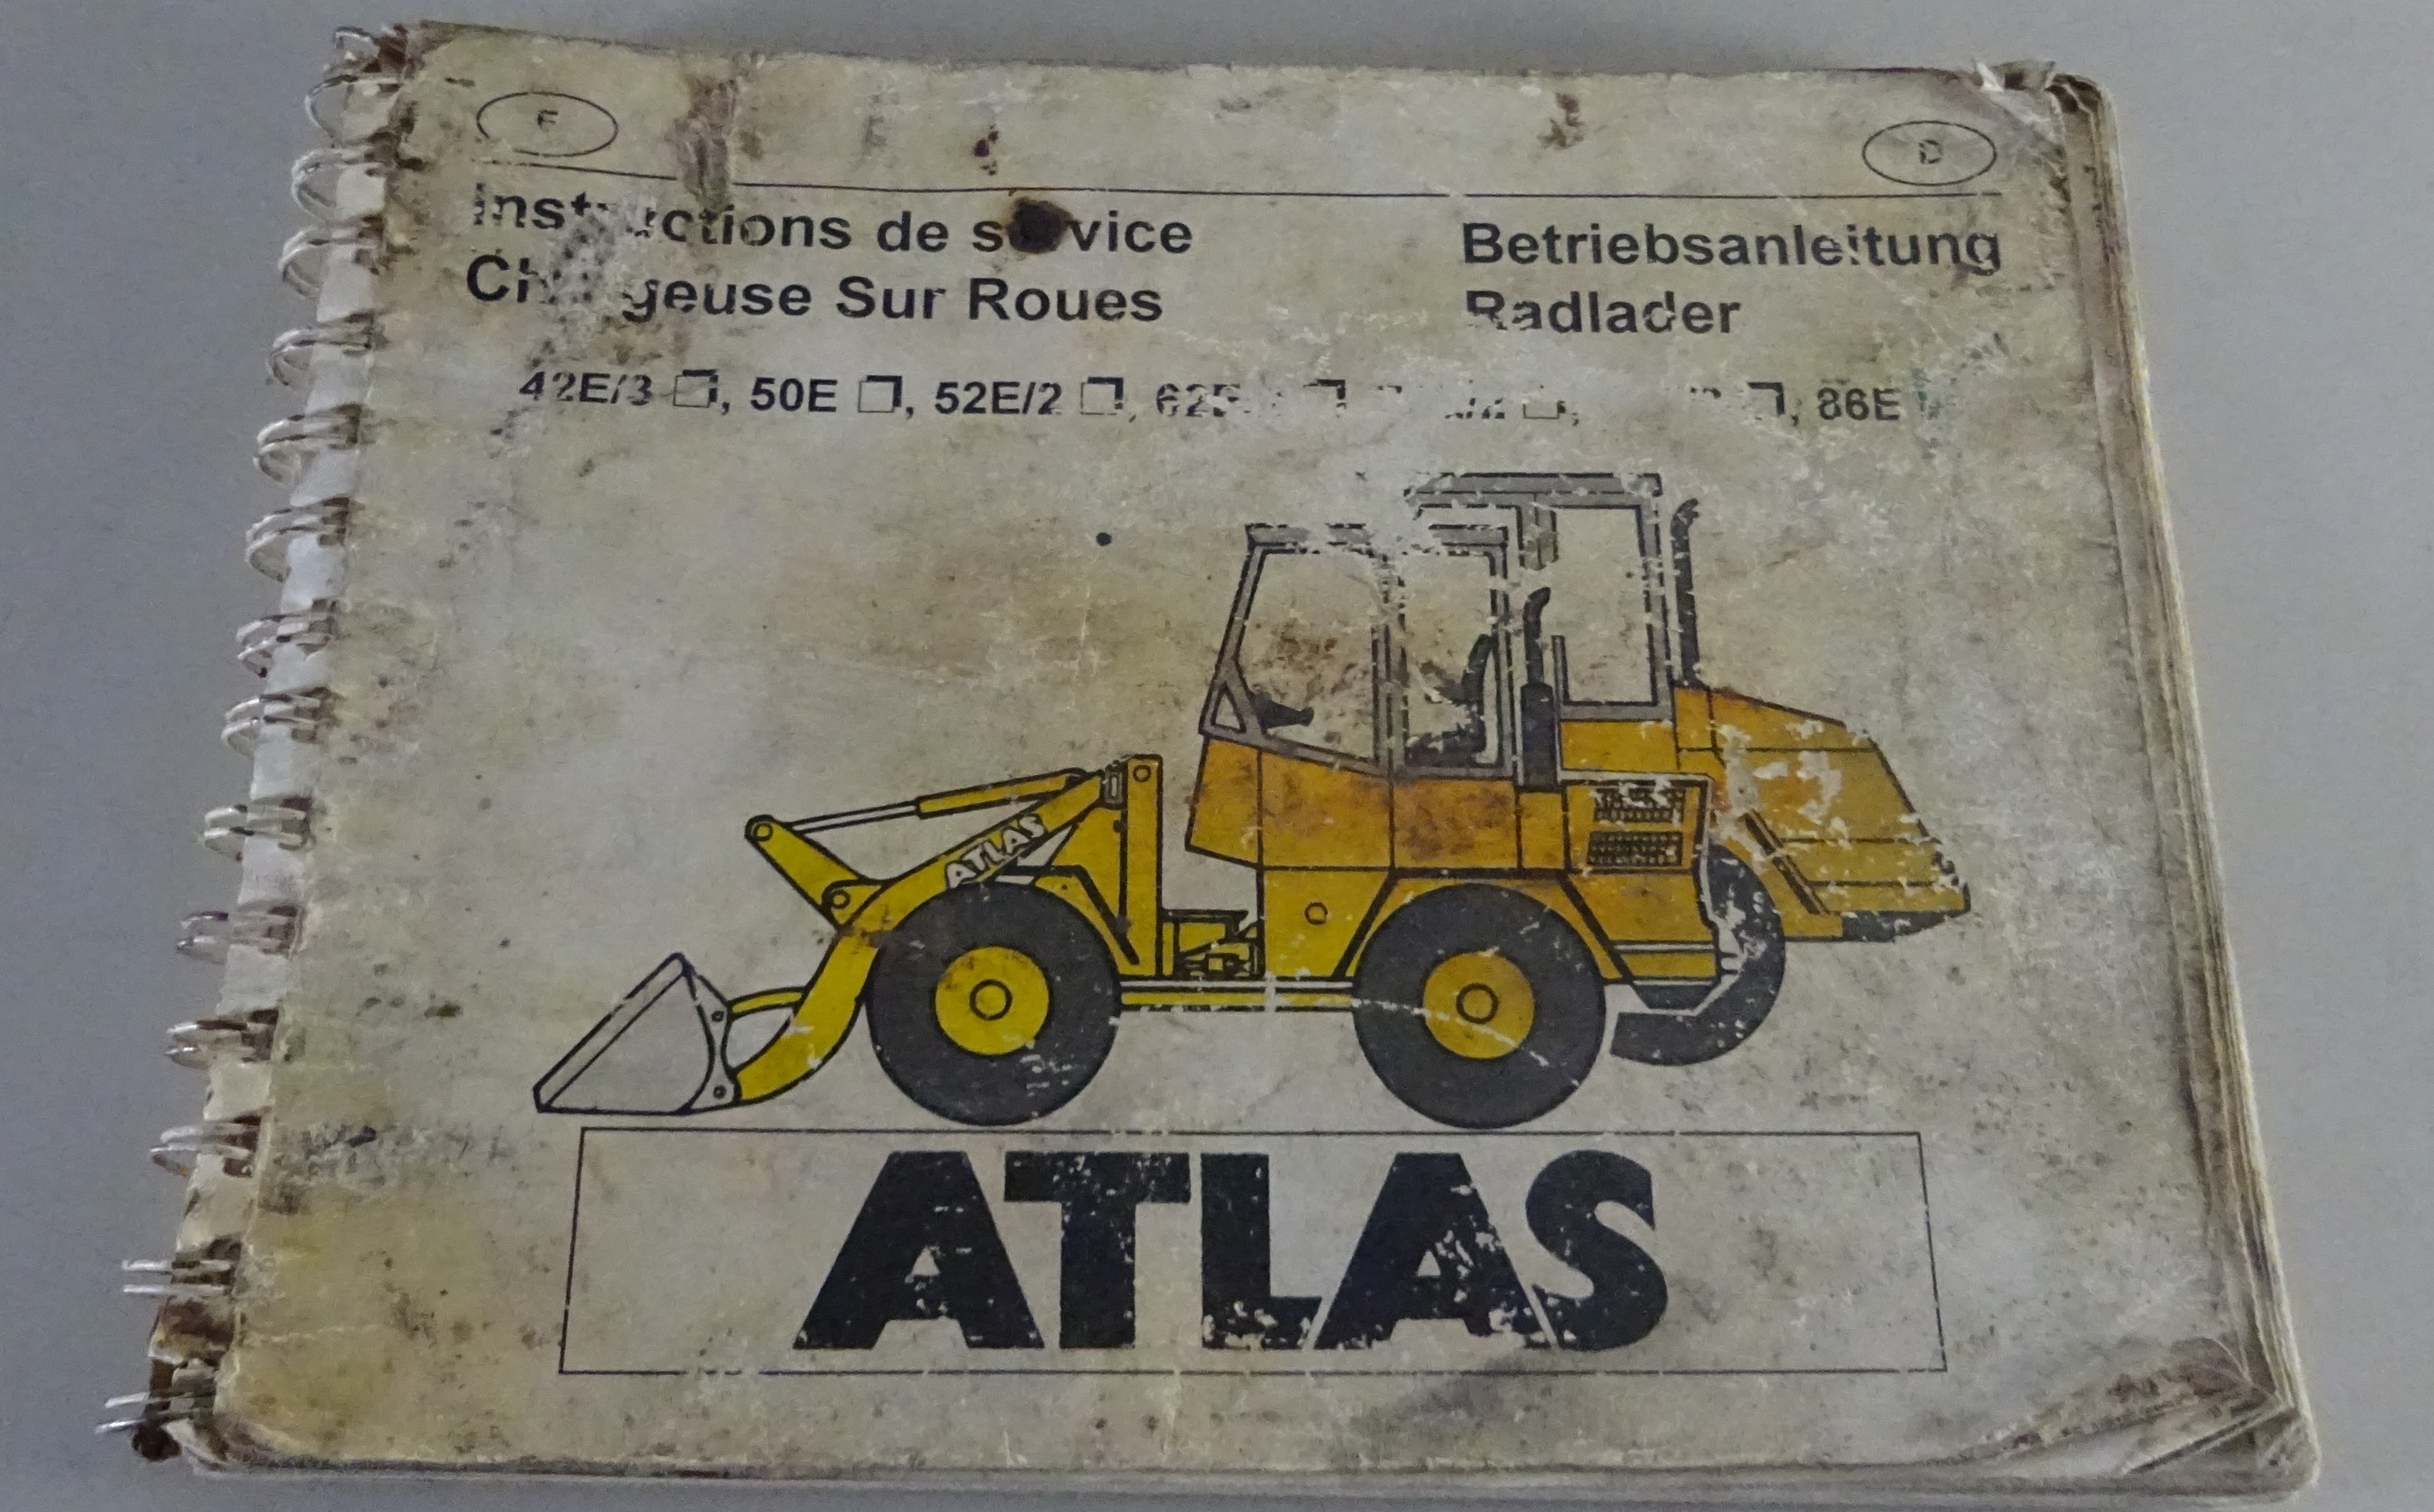 F
D
Instructions de service
Chargeuse Sur Roues
Betriebsanleitung
Radlader
42E/3 , 50E , 52E/2 , , 86E
ATLAS
ATLAS